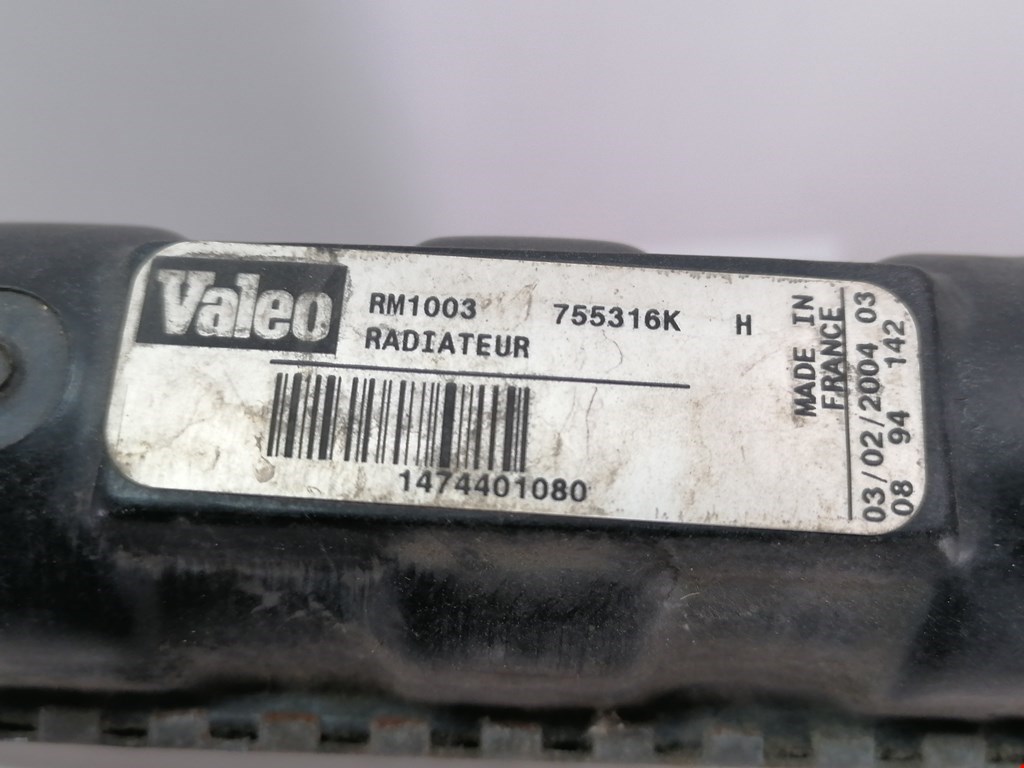 Valeo
RM1003 755316K H
RADIATEUR
1474401080
MADE IN
FRANCE
03/02/2004 03
08 94 142